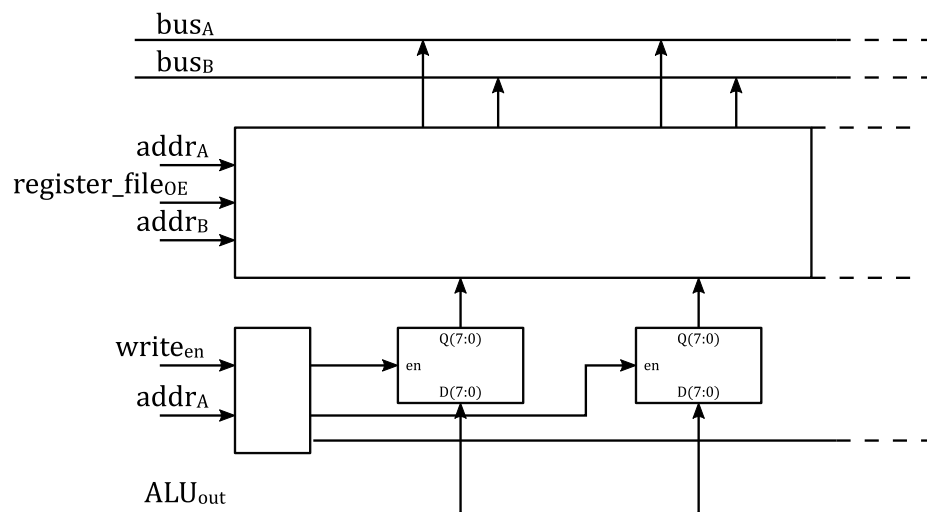 busA
busB
addrA
register_fileOE
addrB
writeen
Q(7:0)
Q(7:0)
en
en
addrA
D(7:0)
D(7:0)
ALUout